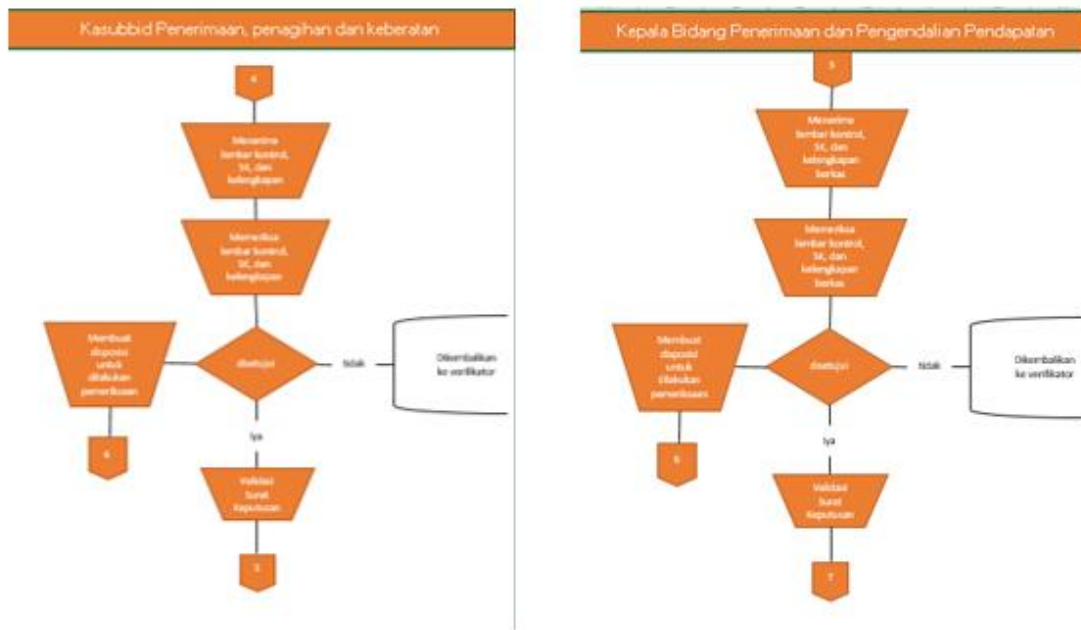 Kasubbid Penerimaan, penagihan dan keberatan
4
Menerima
lembar kontrol,
SK, dan
kelengkapan
Memeriksa
lembar kontrol,
SK, dan
kelengkapan
Membuat
disposisi
untuk
dilakukan
pemeriksaan
disetujui
tidak
Dikembalikan
ke verifikator
6
Iya
Validasi
Surat
Keputusan
5
Kepala Bidang Penerimaan dan Pengendalian Pendapatan
5
Menerima
lembar kontrol,
SK, dan
kelengkapan
berkas
Memeriksa
lembar kontrol,
SK, dan
kelengkapan
berkas
Membuat
disposisi
untuk
dilakukan
pemeriksaan
disetujui
tidak
Dikembalikan
ke verifikator
6
Iya
Validasi
Surat
Keputusan
7